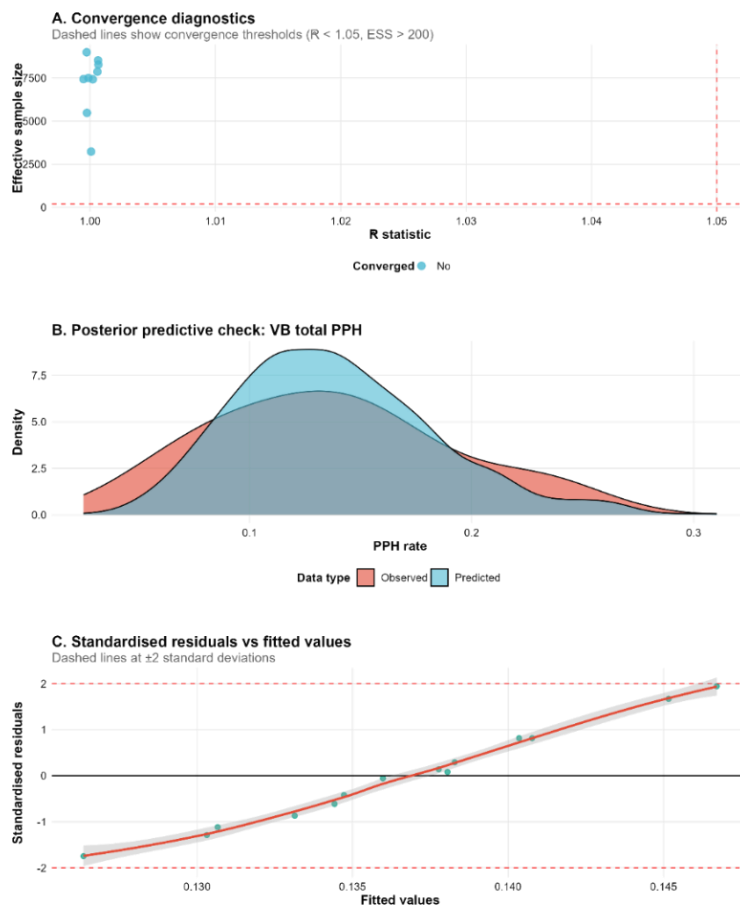 A. Convergence diagnostics
Dashed lines show convergence thresholds (R < 1.05, ESS > 200)
Effective sample size
7500
5000
2500
0
1.00 1.01 1.02 1.03 1.04 1.05
R statistic
Converged No
B. Posterior predictive check: VB total PPH
Density
7.5
5.0
2.5
0.0
0.1 0.2 0.3
PPH rate
Data type Observed Predicted
C. Standardised residuals vs fitted values
Dashed lines at ±2 standard deviations
Standardised residuals
2
1
0
-1
-2
0.130 0.135 0.140 0.145
Fitted values